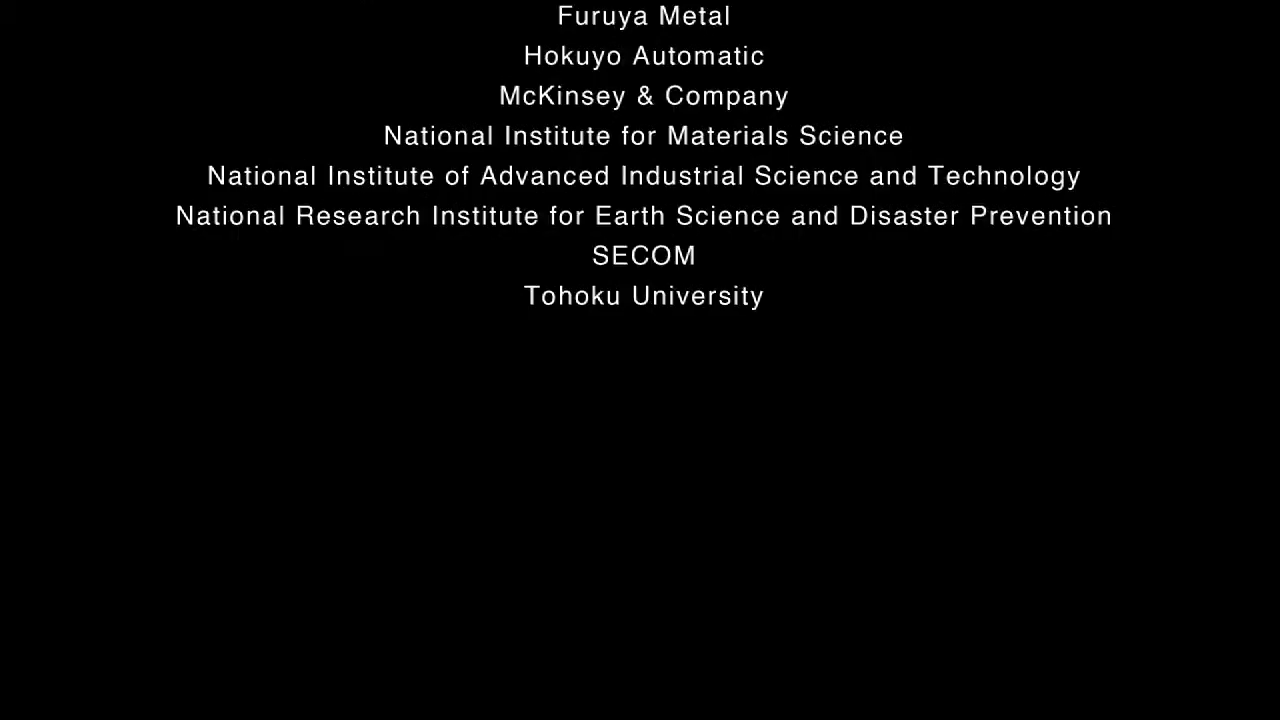 Furuya Metal
Hokuyo Automatic
McKinsey & Company
National Institute for Materials Science
National Institute of Advanced Industrial Science and Technology
National Research Institute for Earth Science and Disaster Prevention
SECOM
Tohoku University